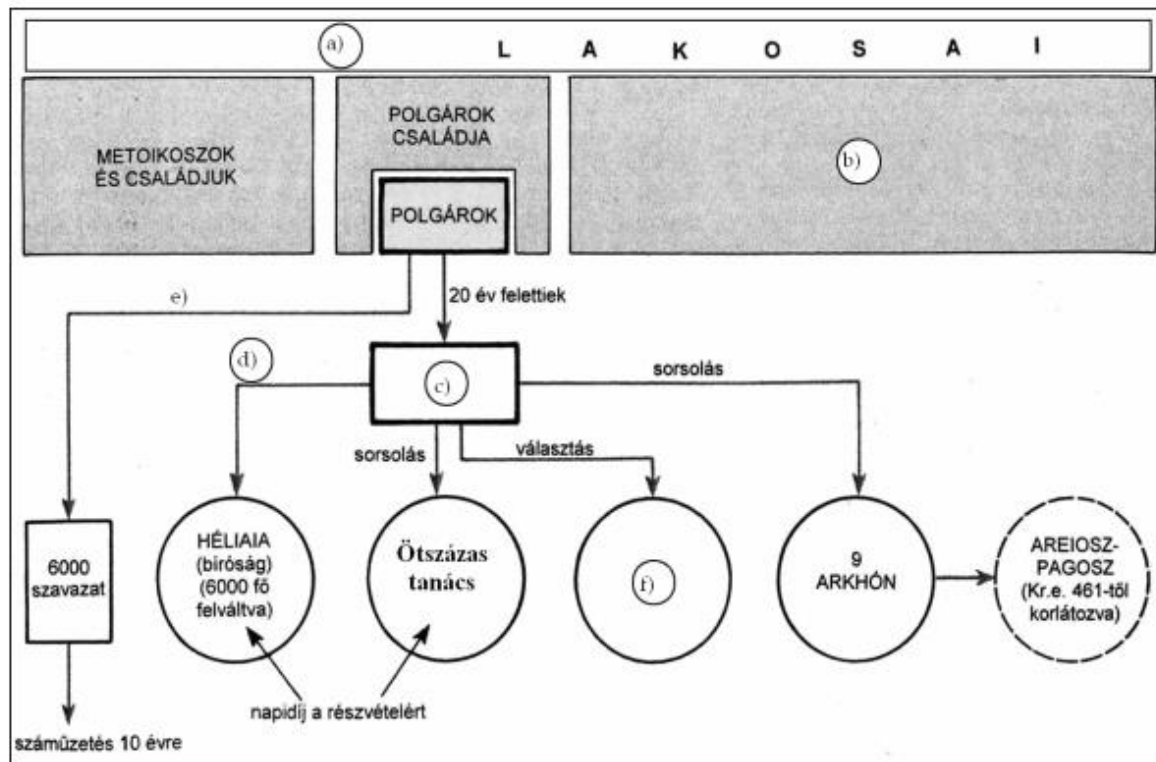 a) L A K O S A I
METOIKOSZOK
ÉS CSALÁDJUK
POLGÁROK
CSALÁDJA
POLGÁROK
b)
e)
20 év felettiek
d)
c)
sorsolás
sorsolás
választás
6000
szavazat
HÉLIAIA
(bíróság)
(6000 fő
felváltva)
Ötszázas
tanács
f)
9
ARKHÓN
AREIOSZ-
PAGOSZ
(Kr.e. 461-től
korlátozva)
napidíj a részvételért
száműzetés 10 évre